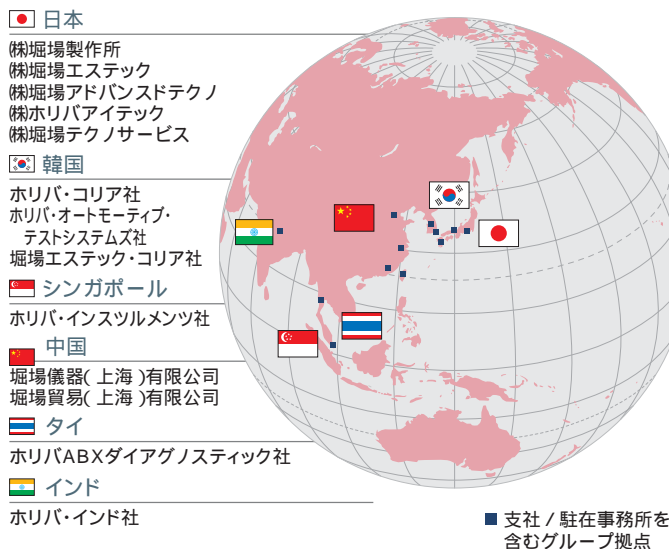 日本
㈱堀場製作所
㈱堀場エステック
㈱堀場アドバンスドテクノ
㈱ホリバアイテック
㈱堀場テクノサービス
韓国
ホリバ・コリア社
ホリバ・オートモーティブ・
テストシステムズ社
堀場エステック・コリア社
シンガポール
ホリバ・インスツルメンツ社
中国
堀場儀器(上海)有限公司
堀場貿易(上海)有限公司
タイ
ホリバABXダイアグノスティック社
インド
ホリバ・インド社
支社/駐在事務所を
含むグループ拠点